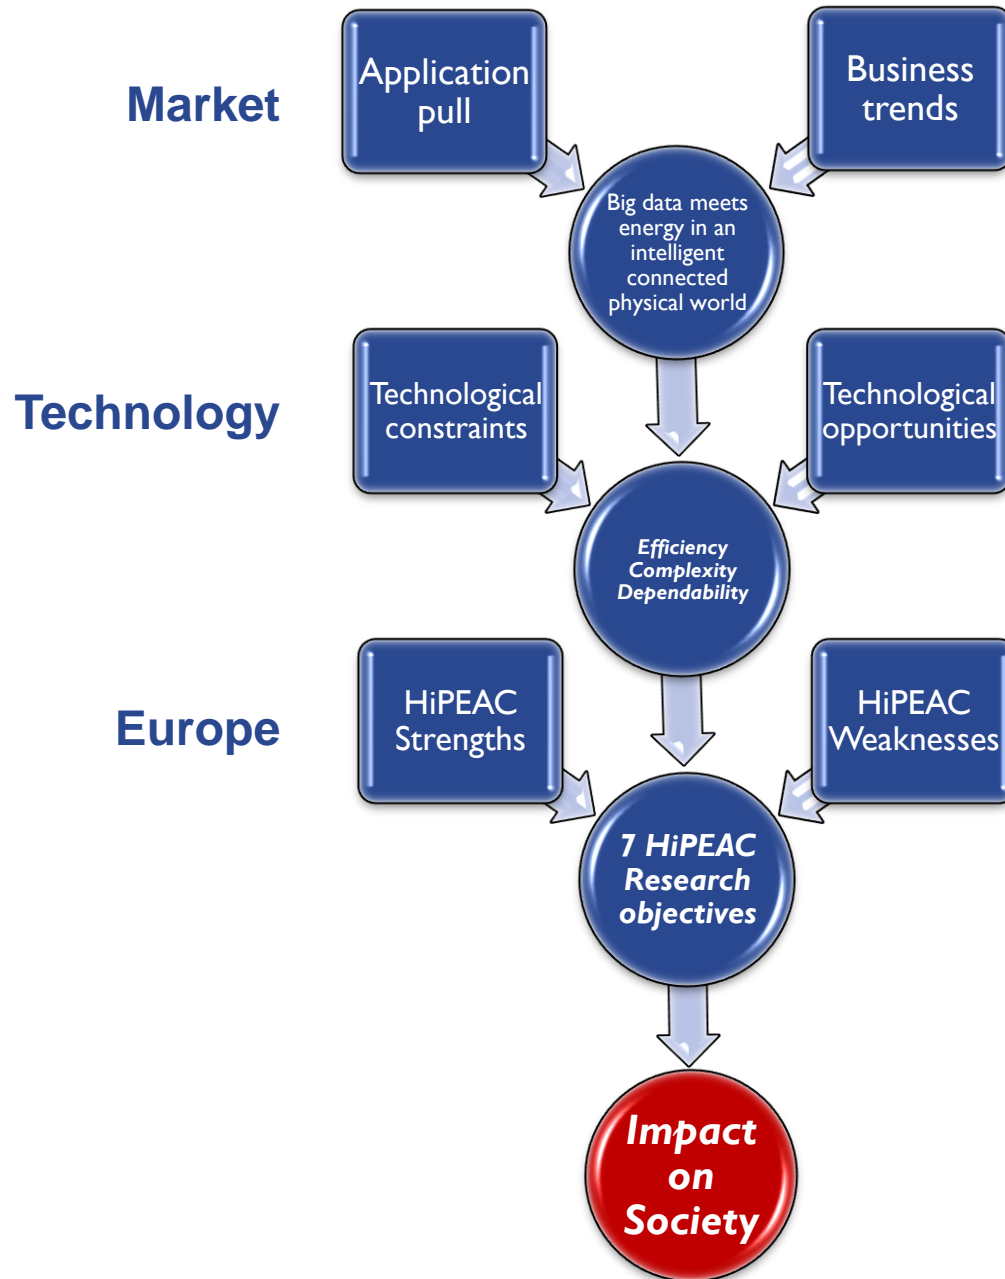 Market
Application
pull
Business
trends
Big data meets
energy in an
intelligent
connected
physical world
Technology
Technological
constraints
Technological
opportunities
Efficiency
Complexity
Dependability
Europe
HiPEAC
Strengths
HiPEAC
Weaknesses
7 HiPEAC
Research
objectives
Impact
on
Society